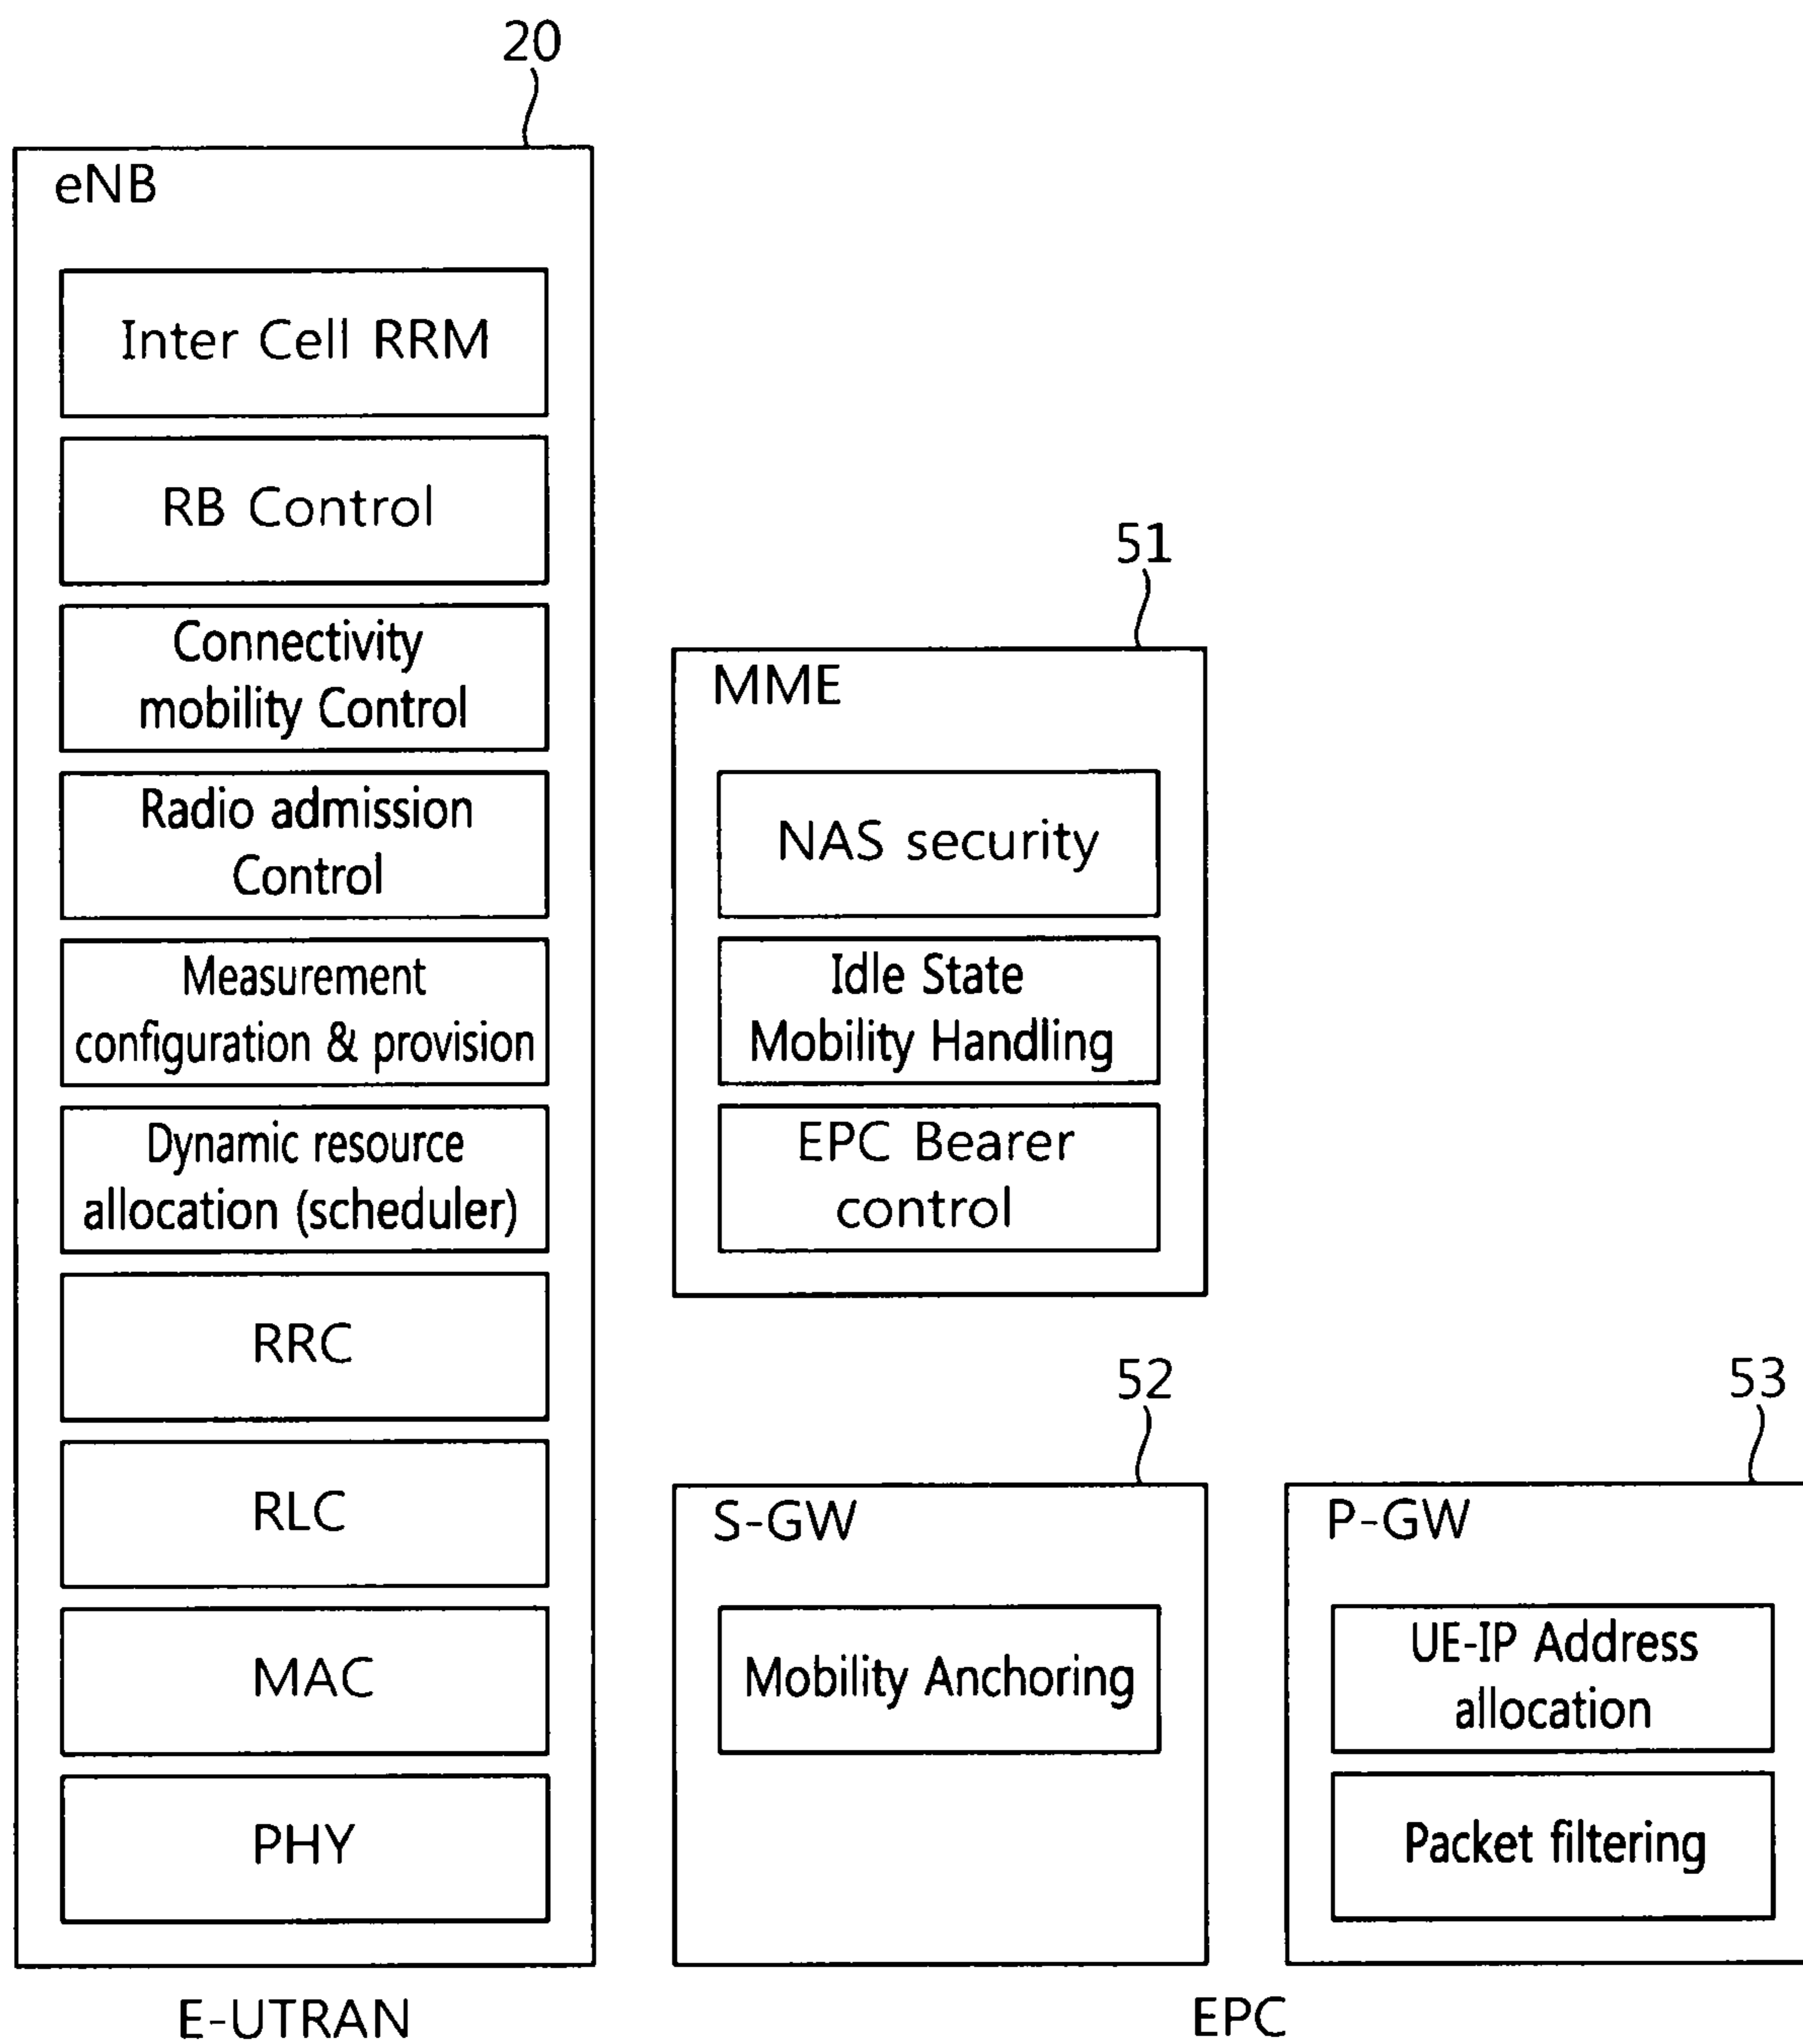 20
eNB
Inter Cell RRM
RB Control
Connectivity
mobility Control
Radio admission
Control
Measurement
configuration & provision
Dynamic resource
allocation (scheduler)
RRC
RLC
MAC
PHY
E-UTRAN
51
MME
NAS security
Idle State
Mobility Handling
EPC Bearer
control
52
S-GW
Mobility Anchoring
53
P-GW
UE-IP Address
allocation
Packet filtering
EPC